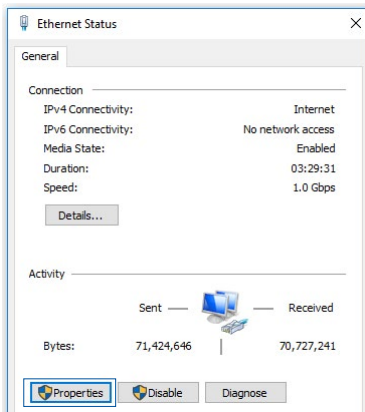 Ethernet Status
General
Connection
IPv4 Connectivity: Internet
IPv6 Connectivity: No network access
Media State: Enabled
Duration: 03:29:31
Speed: 1.0 Gbps
Details...
Activity
Sent Received
Bytes: 71,424,646 70,727,241
Properties Disable Diagnose